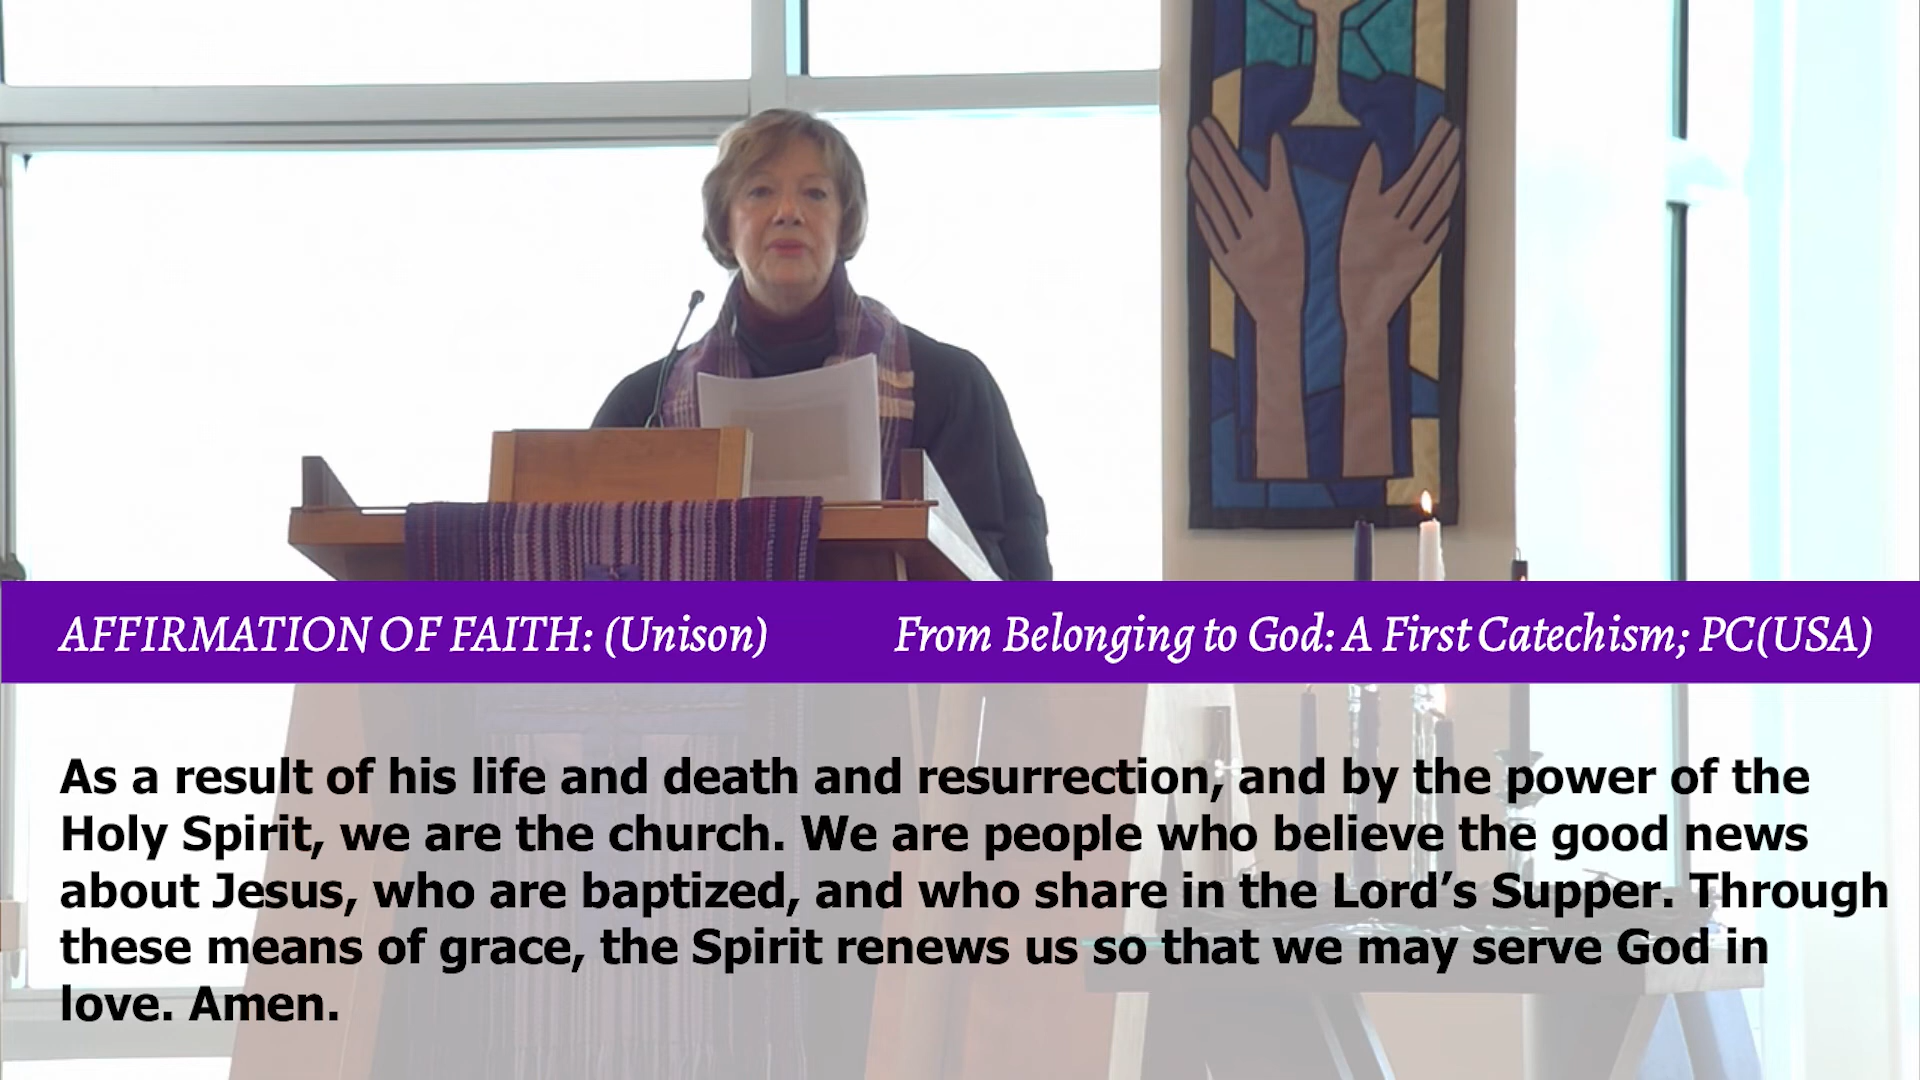 AFFIRMATION OF FAITH: (Unison) From Belonging to God: A First Catechism; PC(USA)
As a result of his life and death and resurrection, and by the power of the
Holy Spirit, we are the church. We are people who believe the good news
about Jesus, who are baptized, and who share in the Lord’s Supper. Through
these means of grace, the Spirit renews us so that we may serve God in
love. Amen.